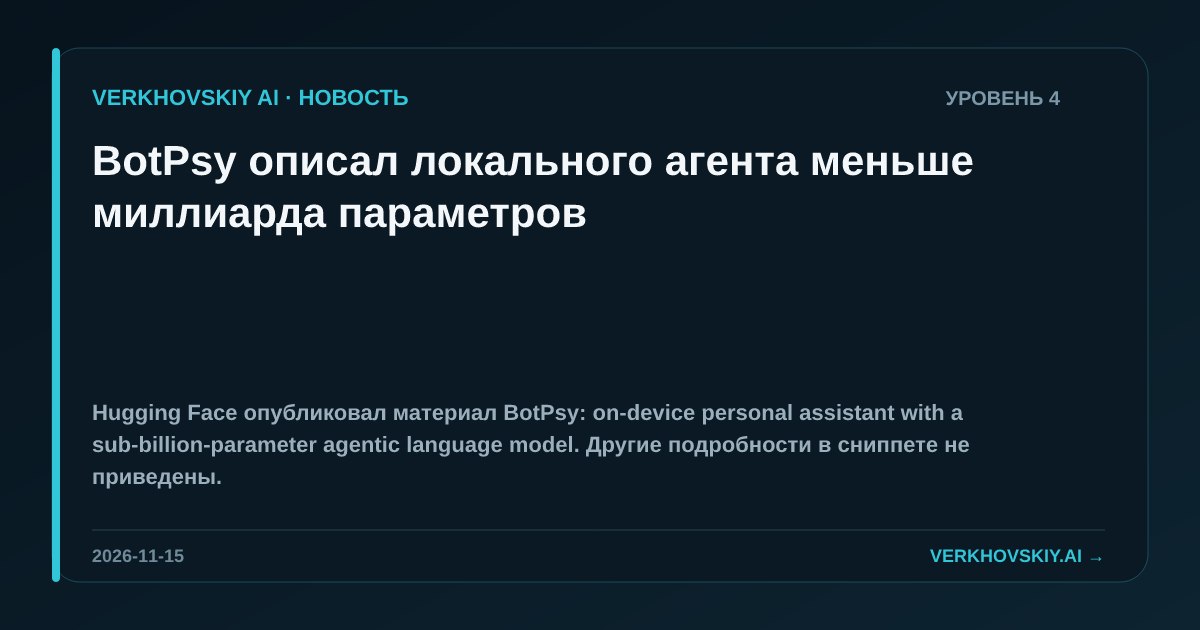 VERKHOVSKIY AI · НОВОСТЬ
УРОВЕНЬ 4
BotPsy описал локального агента меньше
миллиарда параметров
Hugging Face опубликовал материал BotPsy: on-device personal assistant with a
sub-billion-parameter agentic language model. Другие подробности в сниппете не
приведены.
2026-11-15
VERKHOVSKIY.AI →